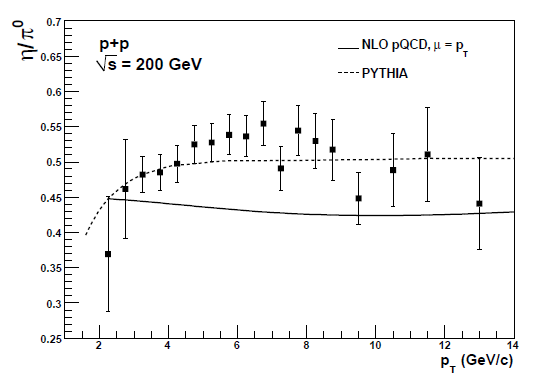 η/π⁰
0.7
0.65
0.6
0.55
0.5
0.45
0.4
0.35
0.3
0.25
p+p
√s = 200 GeV
NLO pQCD, μ = p_T
PYTHIA
2 4 6 8 10 12 14
p_T (GeV/c)